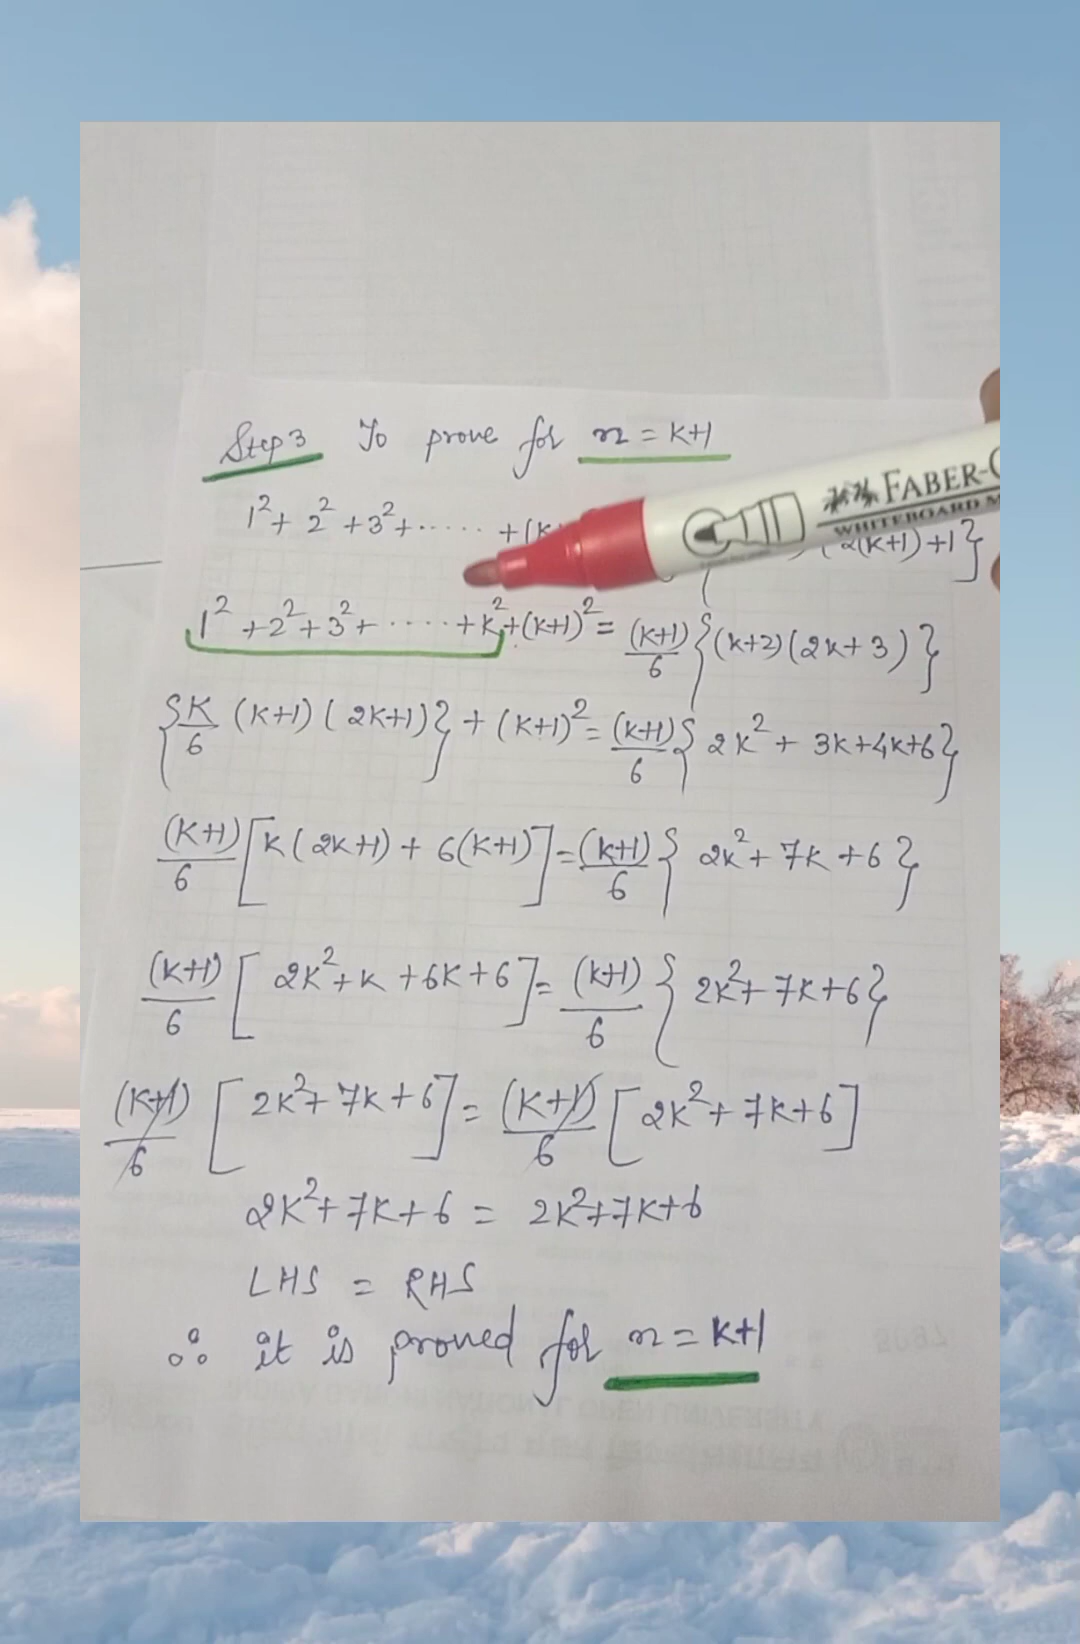 Step 3 To prove for n = k+1
FABER-C
WHITEBOARD M
1² + 2² + 3² + ..... + (k 2(k+1) + 1}
1² + 2² + 3² + ..... + k² + (k+1)² = (k+1)/6 {(k+2)(2k+3)}
{k/6 (k+1)(2k+1)} + (k+1)² = (k+1)/6 {2k² + 3k+4k+6}
(k+1)/6 [k(2k+1) + 6(k+1)] = (k+1)/6 {2k² + 7k + 6}
(k+1)/6 [2k² + k + 6k + 6] = (k+1)/6 {2k² + 7k + 6}
(k+1)/6 [2k² + 7k + 6] = (k+1)/6 [2k² + 7k + 6]
2k² + 7k + 6 = 2k² + 7k + 6
LHS = RHS
∴ it is proved for n = k+1